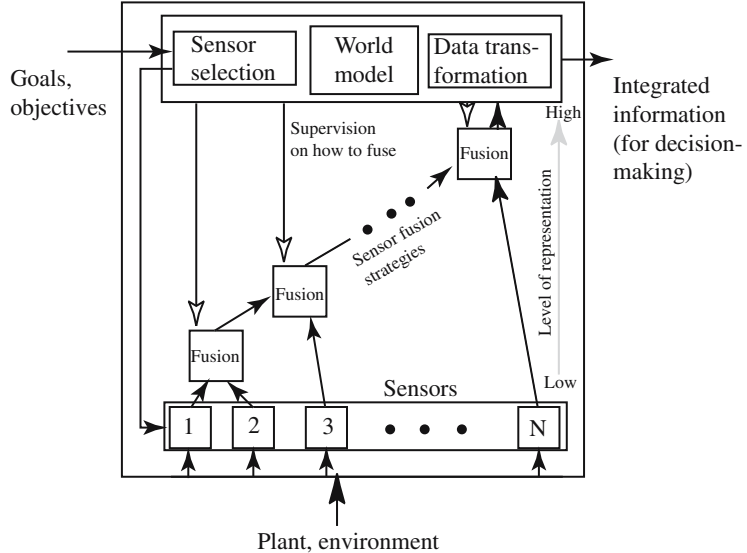 Goals,
objectives
Sensor
selection
World
model
Data trans-
formation
Integrated
information
(for decision-
making)
Supervision
on how to fuse
High
Fusion
Sensor fusion
strategies
Level of representation
Fusion
Fusion
Low
Sensors
1
2
3
N
Plant, environment